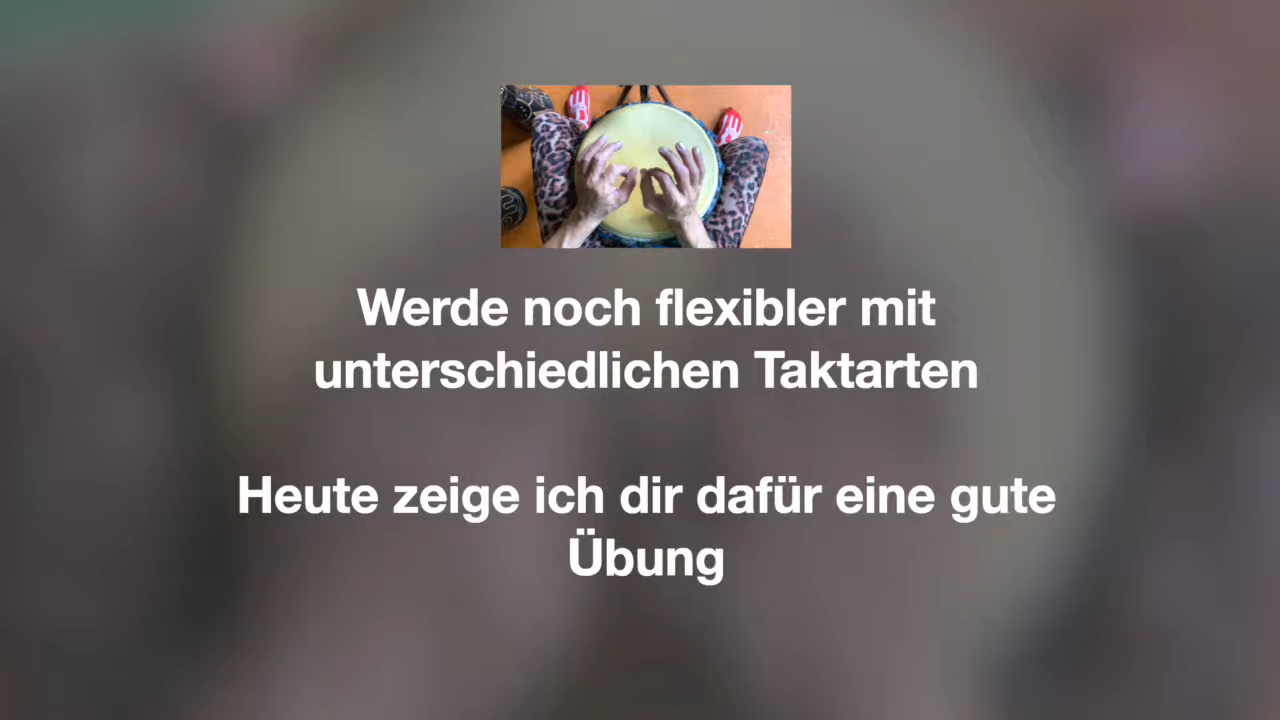 Werde noch flexibler mit
unterschiedlichen Taktarten
Heute zeige ich dir dafür eine gute
Übung